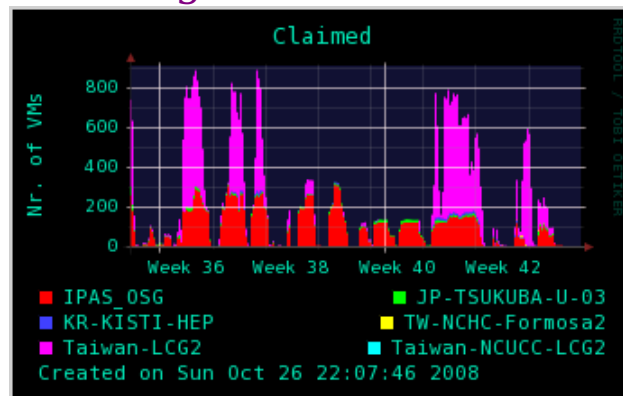 Claimed
RRDTOOL / TOBI OETIKER
Nr. of VMs
800
600
400
200
0
Week 36 Week 38 Week 40 Week 42
IPAS_OSG JP-TSUKUBA-U-03
KR-KISTI-HEP TW-NCHC-Formosa2
Taiwan-LCG2 Taiwan-NCUCC-LCG2
Created on Sun Oct 26 22:07:46 2008